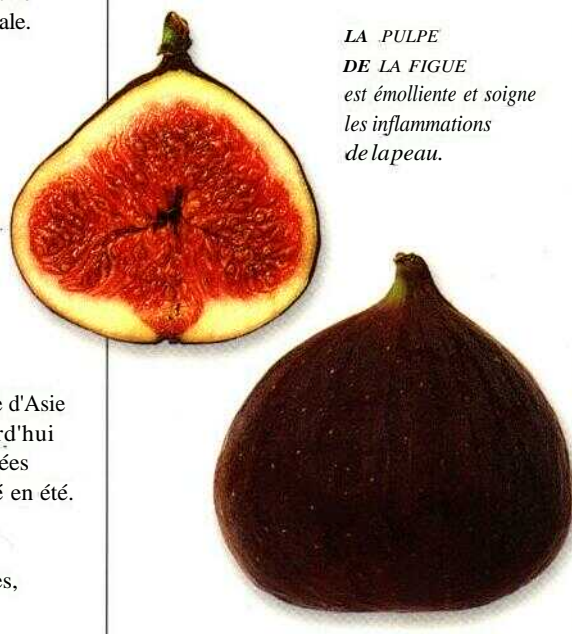 ale.
LA PULPE
DE LA FIGUE
est émolliente et soigne
les inflammations
de la peau.
e d'Asie
rd'hui
ées
é en été.
es,